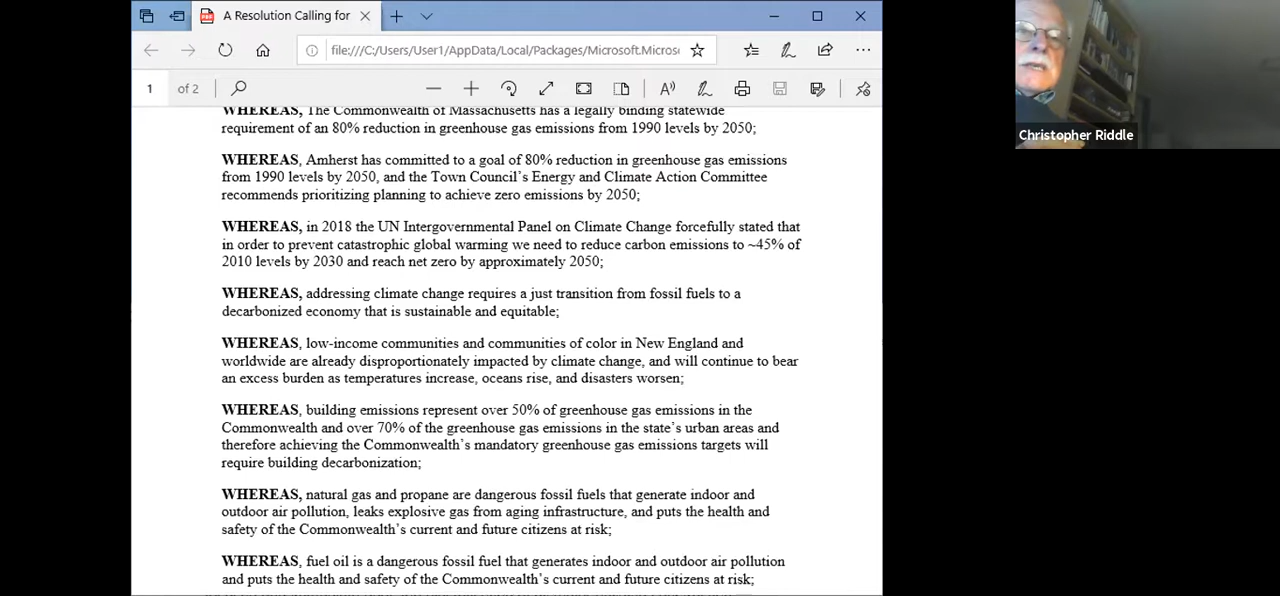 A Resolution Calling for
file:///C:/Users/User1/AppData/Local/Packages/Microsoft.Micros
1 of 2
WHEREAS, The Commonwealth of Massachusetts has a legally binding statewide
requirement of an 80% reduction in greenhouse gas emissions from 1990 levels by 2050;
WHEREAS, Amherst has committed to a goal of 80% reduction in greenhouse gas emissions
from 1990 levels by 2050, and the Town Council’s Energy and Climate Action Committee
recommends prioritizing planning to achieve zero emissions by 2050;
WHEREAS, in 2018 the UN Intergovernmental Panel on Climate Change forcefully stated that
in order to prevent catastrophic global warming we need to reduce carbon emissions to ~45% of
2010 levels by 2030 and reach net zero by approximately 2050;
WHEREAS, addressing climate change requires a just transition from fossil fuels to a
decarbonized economy that is sustainable and equitable;
WHEREAS, low-income communities and communities of color in New England and
worldwide are already disproportionately impacted by climate change, and will continue to bear
an excess burden as temperatures increase, oceans rise, and disasters worsen;
WHEREAS, building emissions represent over 50% of greenhouse gas emissions in the
Commonwealth and over 70% of the greenhouse gas emissions in the state’s urban areas and
therefore achieving the Commonwealth’s mandatory greenhouse gas emissions targets will
require building decarbonization;
WHEREAS, natural gas and propane are dangerous fossil fuels that generate indoor and
outdoor air pollution, leaks explosive gas from aging infrastructure, and puts the health and
safety of the Commonwealth’s current and future citizens at risk;
WHEREAS, fuel oil is a dangerous fossil fuel that generates indoor and outdoor air pollution
and puts the health and safety of the Commonwealth’s current and future citizens at risk;
Christopher Riddle